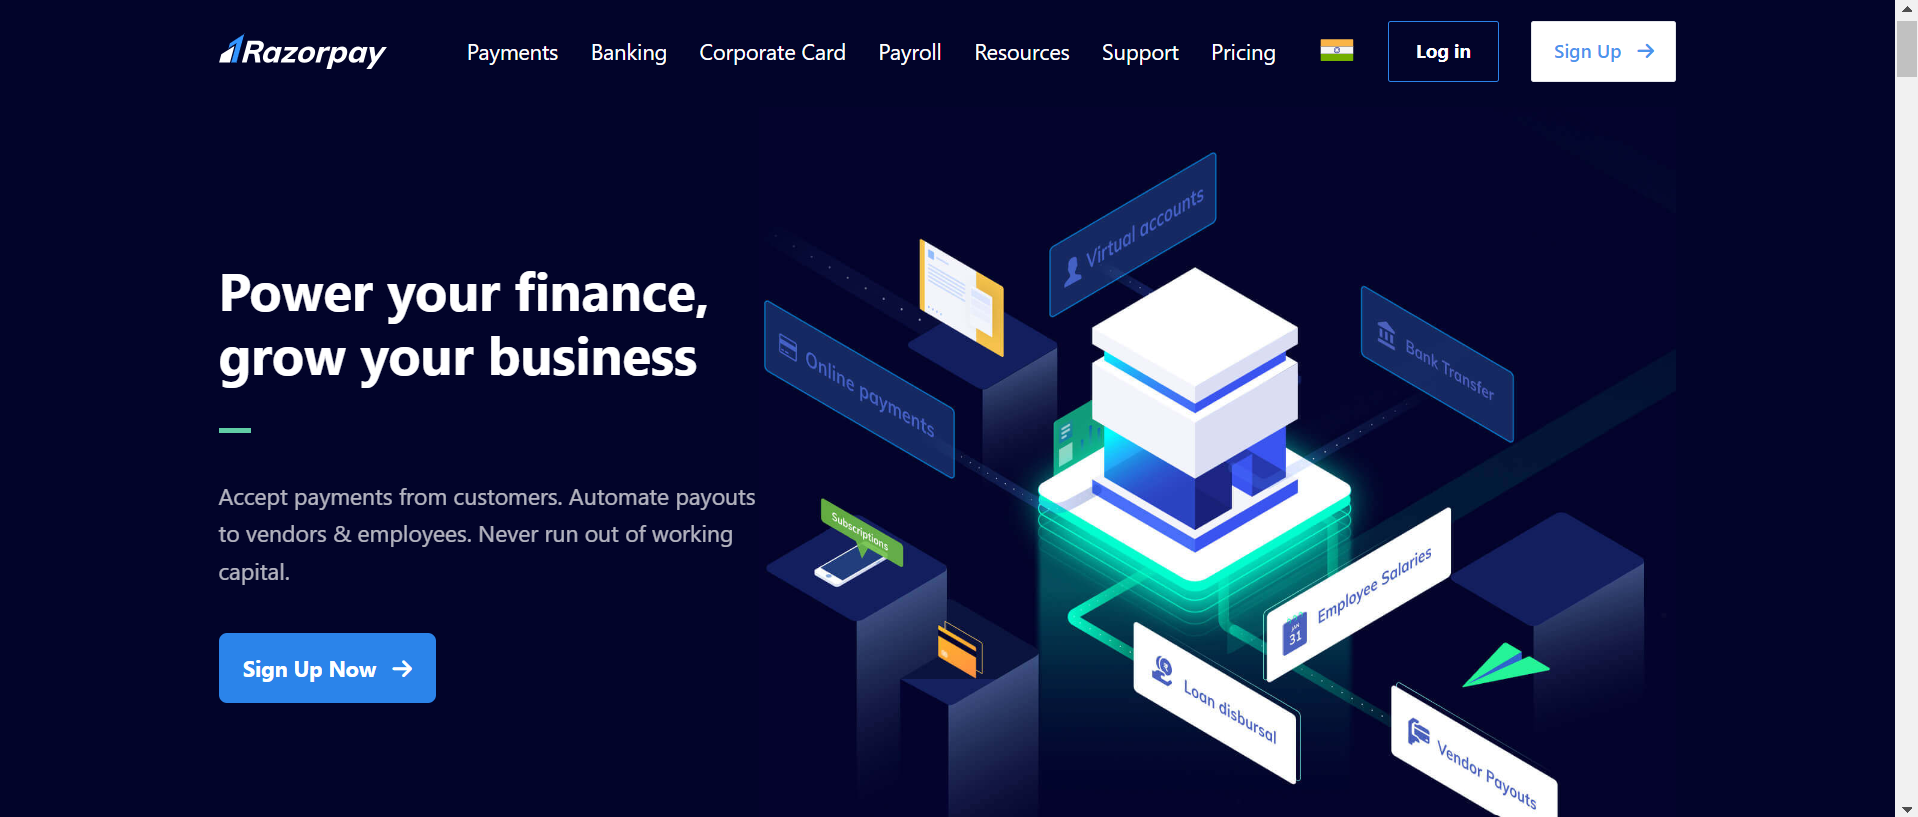 Razorpay
Payments
Banking
Corporate Card
Payroll
Resources
Support
Pricing
Log in
Sign Up
Power your finance,
grow your business
Accept payments from customers. Automate payouts
to vendors & employees. Never run out of working
capital.
Sign Up Now
Virtual accounts
Online payments
Bank Transfer
Subscriptions
Employee Salaries
JAN
31
Loan disbursal
Vendor Payouts